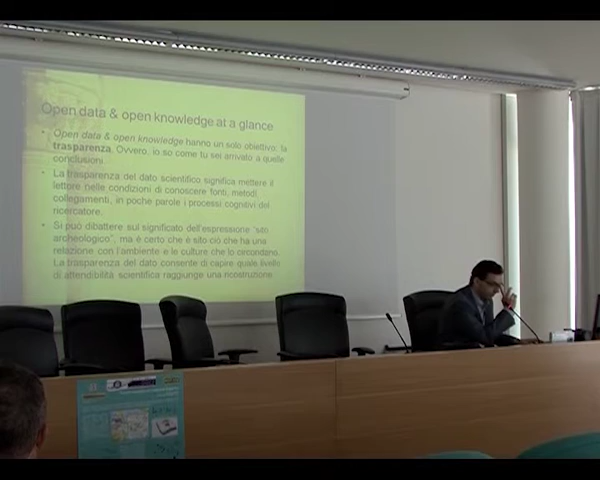 Open data & open knowledge at a glance
• Open data & open knowledge hanno un solo obiettivo, la
trasparenza. Ovvero, io so come tu sei arrivato a quelle
conclusioni.
• La trasparenza del dato scientifico significa mettere il
lettore nelle condizioni di conoscere fonti, metodi,
collegamenti, in poche parole i processi cognitivi del
ricercatore.
• Si può dibattere sul significato dell'espressione "sito
archeologico", ma è certo che è sito ciò che ha una
relazione con l'ambiente e le culture che lo circondano.
La trasparenza del dato consente di capire quale livello
di attendibilità scientifica raggiunge una ricostruzione.